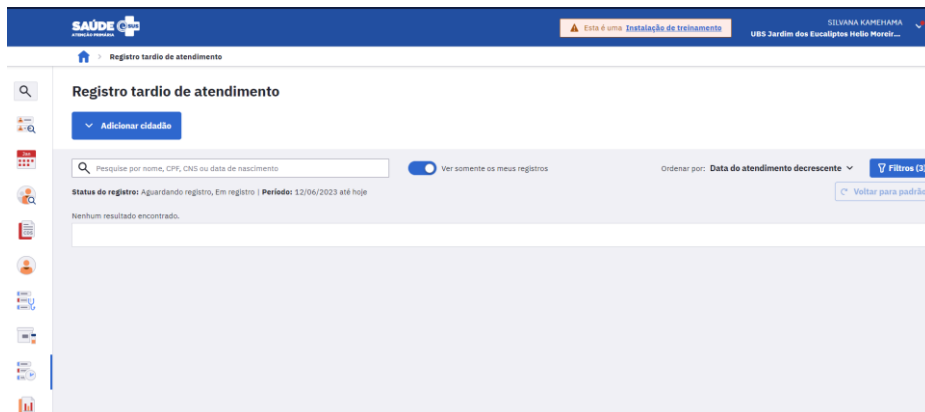 SAÚDE e-SUS
ATENÇÃO PRIMÁRIA
Esta é uma Instalação de treinamento
SILVANA KAMEHAMA
UBS Jardim dos Eucaliptos Helio Moreir...
> Registro tardio de atendimento
Registro tardio de atendimento
Adicionar cidadão
Pesquise por nome, CPF, CNS ou data de nascimento
Ver somente os meus registros
Ordenar por: Data do atendimento decrescente
Filtros (3)
Status do registro: Aguardando registro, Em registro | Período: 12/06/2023 até hoje
Voltar para padrão
Nenhum resultado encontrado.